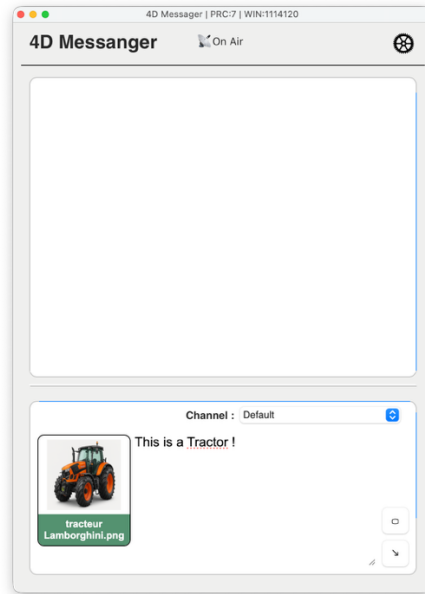 4D Messager | PRC:7 | WIN:1114120
4D Messanger
On Air
Channel : Default
This is a Tractor !
tracteur
Lamborghini.png